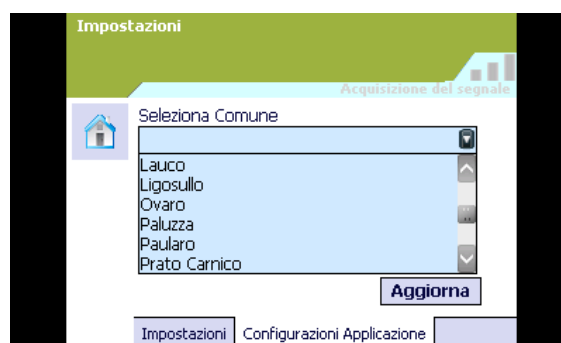 Impostazioni
Acquisizione del segnale
Seleziona Comune
Lauco
Ligosullo
Ovaro
Paluzza
Paularo
Prato Carnico
Aggiorna
Impostazioni Configurazioni Applicazione